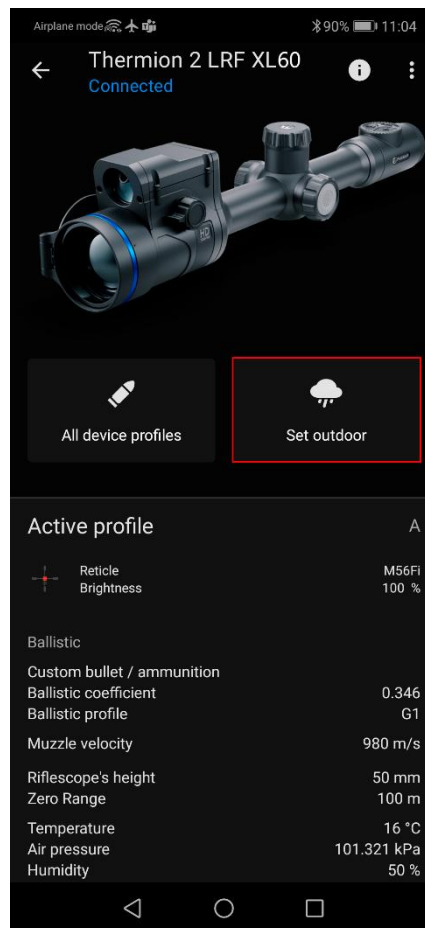 Airplane mode 90% 11:04
Thermion 2 LRF XL60
Connected
HD
All device profiles
Set outdoor
Active profile A
Reticle M56Fi
Brightness 100 %
Ballistic
Custom bullet / ammunition
Ballistic coefficient 0.346
Ballistic profile G1
Muzzle velocity 980 m/s
Riflescope's height 50 mm
Zero Range 100 m
Temperature 16 °C
Air pressure 101.321 kPa
Humidity 50 %